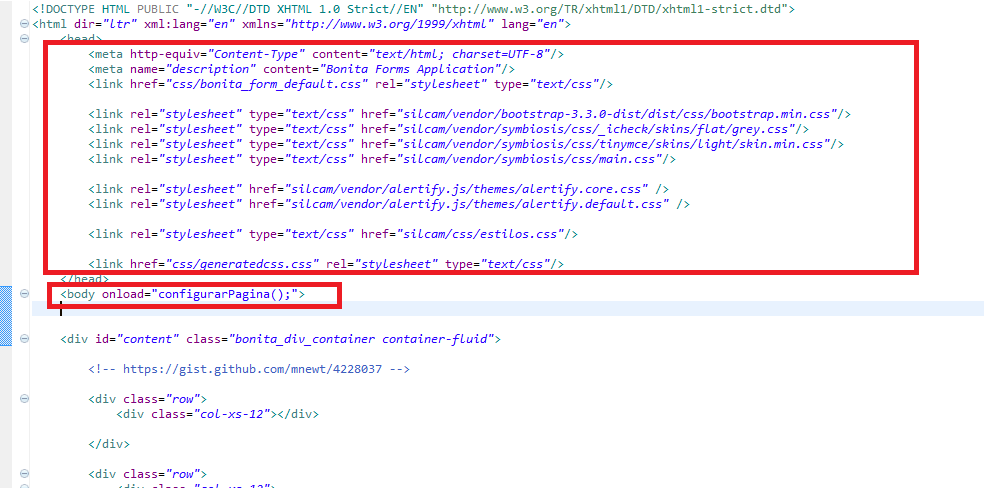 <!DOCTYPE HTML PUBLIC "-//W3C//DTD XHTML 1.0 Strict//EN" "http://www.w3.org/TR/xhtml1/DTD/xhtml1-strict.dtd">
<html dir="ltr" xml:lang="en" xmlns="http://www.w3.org/1999/xhtml" lang="en">
<head>
<meta http-equiv="Content-Type" content="text/html; charset=UTF-8"/>
<meta name="description" content="Bonita Forms Application"/>
<link href="css/bonita_form_default.css" rel="stylesheet" type="text/css"/>
<link rel="stylesheet" type="text/css" href="silcam/vendor/bootstrap-3.3.0-dist/dist/css/bootstrap.min.css"/>
<link rel="stylesheet" type="text/css" href="silcam/vendor/symbiosis/css/_icheck/skins/flat/grey.css"/>
<link rel="stylesheet" type="text/css" href="silcam/vendor/symbiosis/css/tinymce/skins/light/skin.min.css"/>
<link rel="stylesheet" type="text/css" href="silcam/vendor/symbiosis/css/main.css"/>
<link rel="stylesheet" href="silcam/vendor/alertify.js/themes/alertify.core.css" />
<link rel="stylesheet" href="silcam/vendor/alertify.js/themes/alertify.default.css" />
<link rel="stylesheet" type="text/css" href="silcam/css/estilos.css"/>
<link href="css/generatedcss.css" rel="stylesheet" type="text/css"/>
</head>
<body onload="configurarPagina();">
<div id="content" class="bonita_div_container container-fluid">
<!-- https://gist.github.com/mnewt/4228037 -->
<div class="row">
<div class="col-xs-12"></div>
</div>
<div class="row">
<div class="col-xs-12">